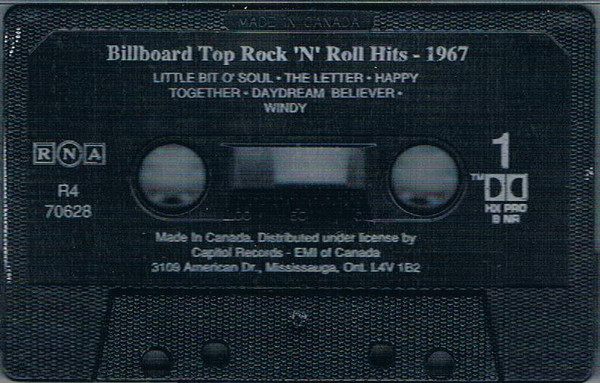 MADE IN CANADA
Billboard Top Rock 'N' Roll Hits - 1967
LITTLE BIT O' SOUL • THE LETTER • HAPPY
TOGETHER • DAYDREAM BELIEVER •
WINDY
RNA
R4
70628
1
TM
HX PRO
B NR
Made In Canada. Distributed under license by
Capitol Records - EMI of Canada
3109 American Dr., Mississauga, Ont. L4V 1B2